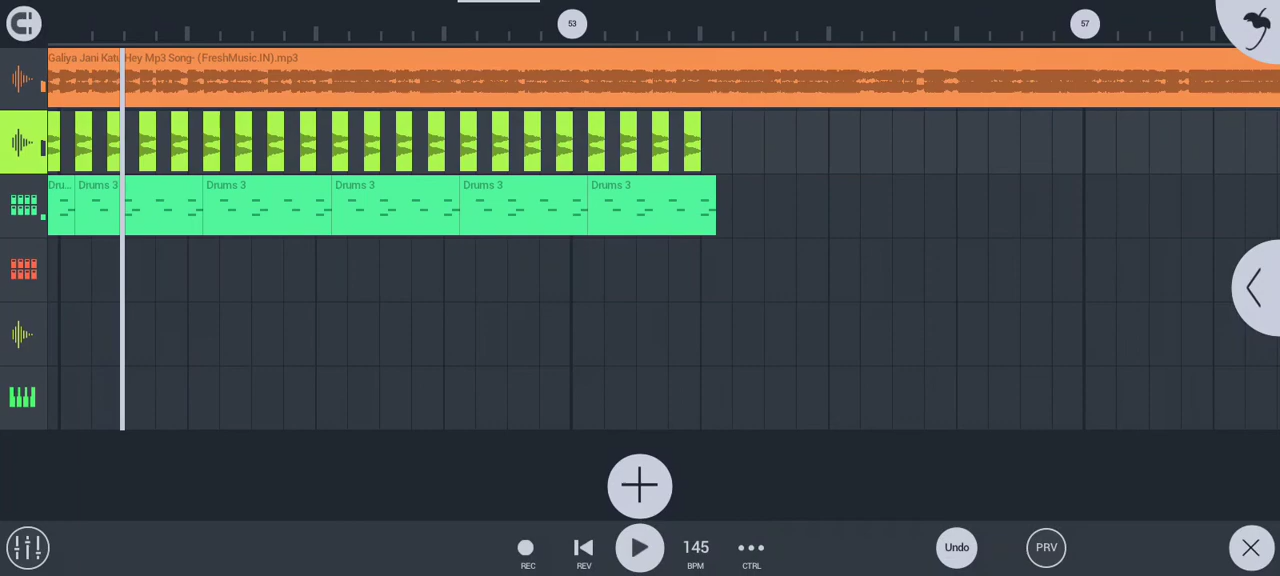 53
57
Galiya Jani Katu Hey Mp3 Song- (FreshMusic.IN).mp3
Dru... Drums 3 Drums 3 Drums 3 Drums 3 Drums 3
145
Undo
PRV
REC
REV
BPM
CTRL